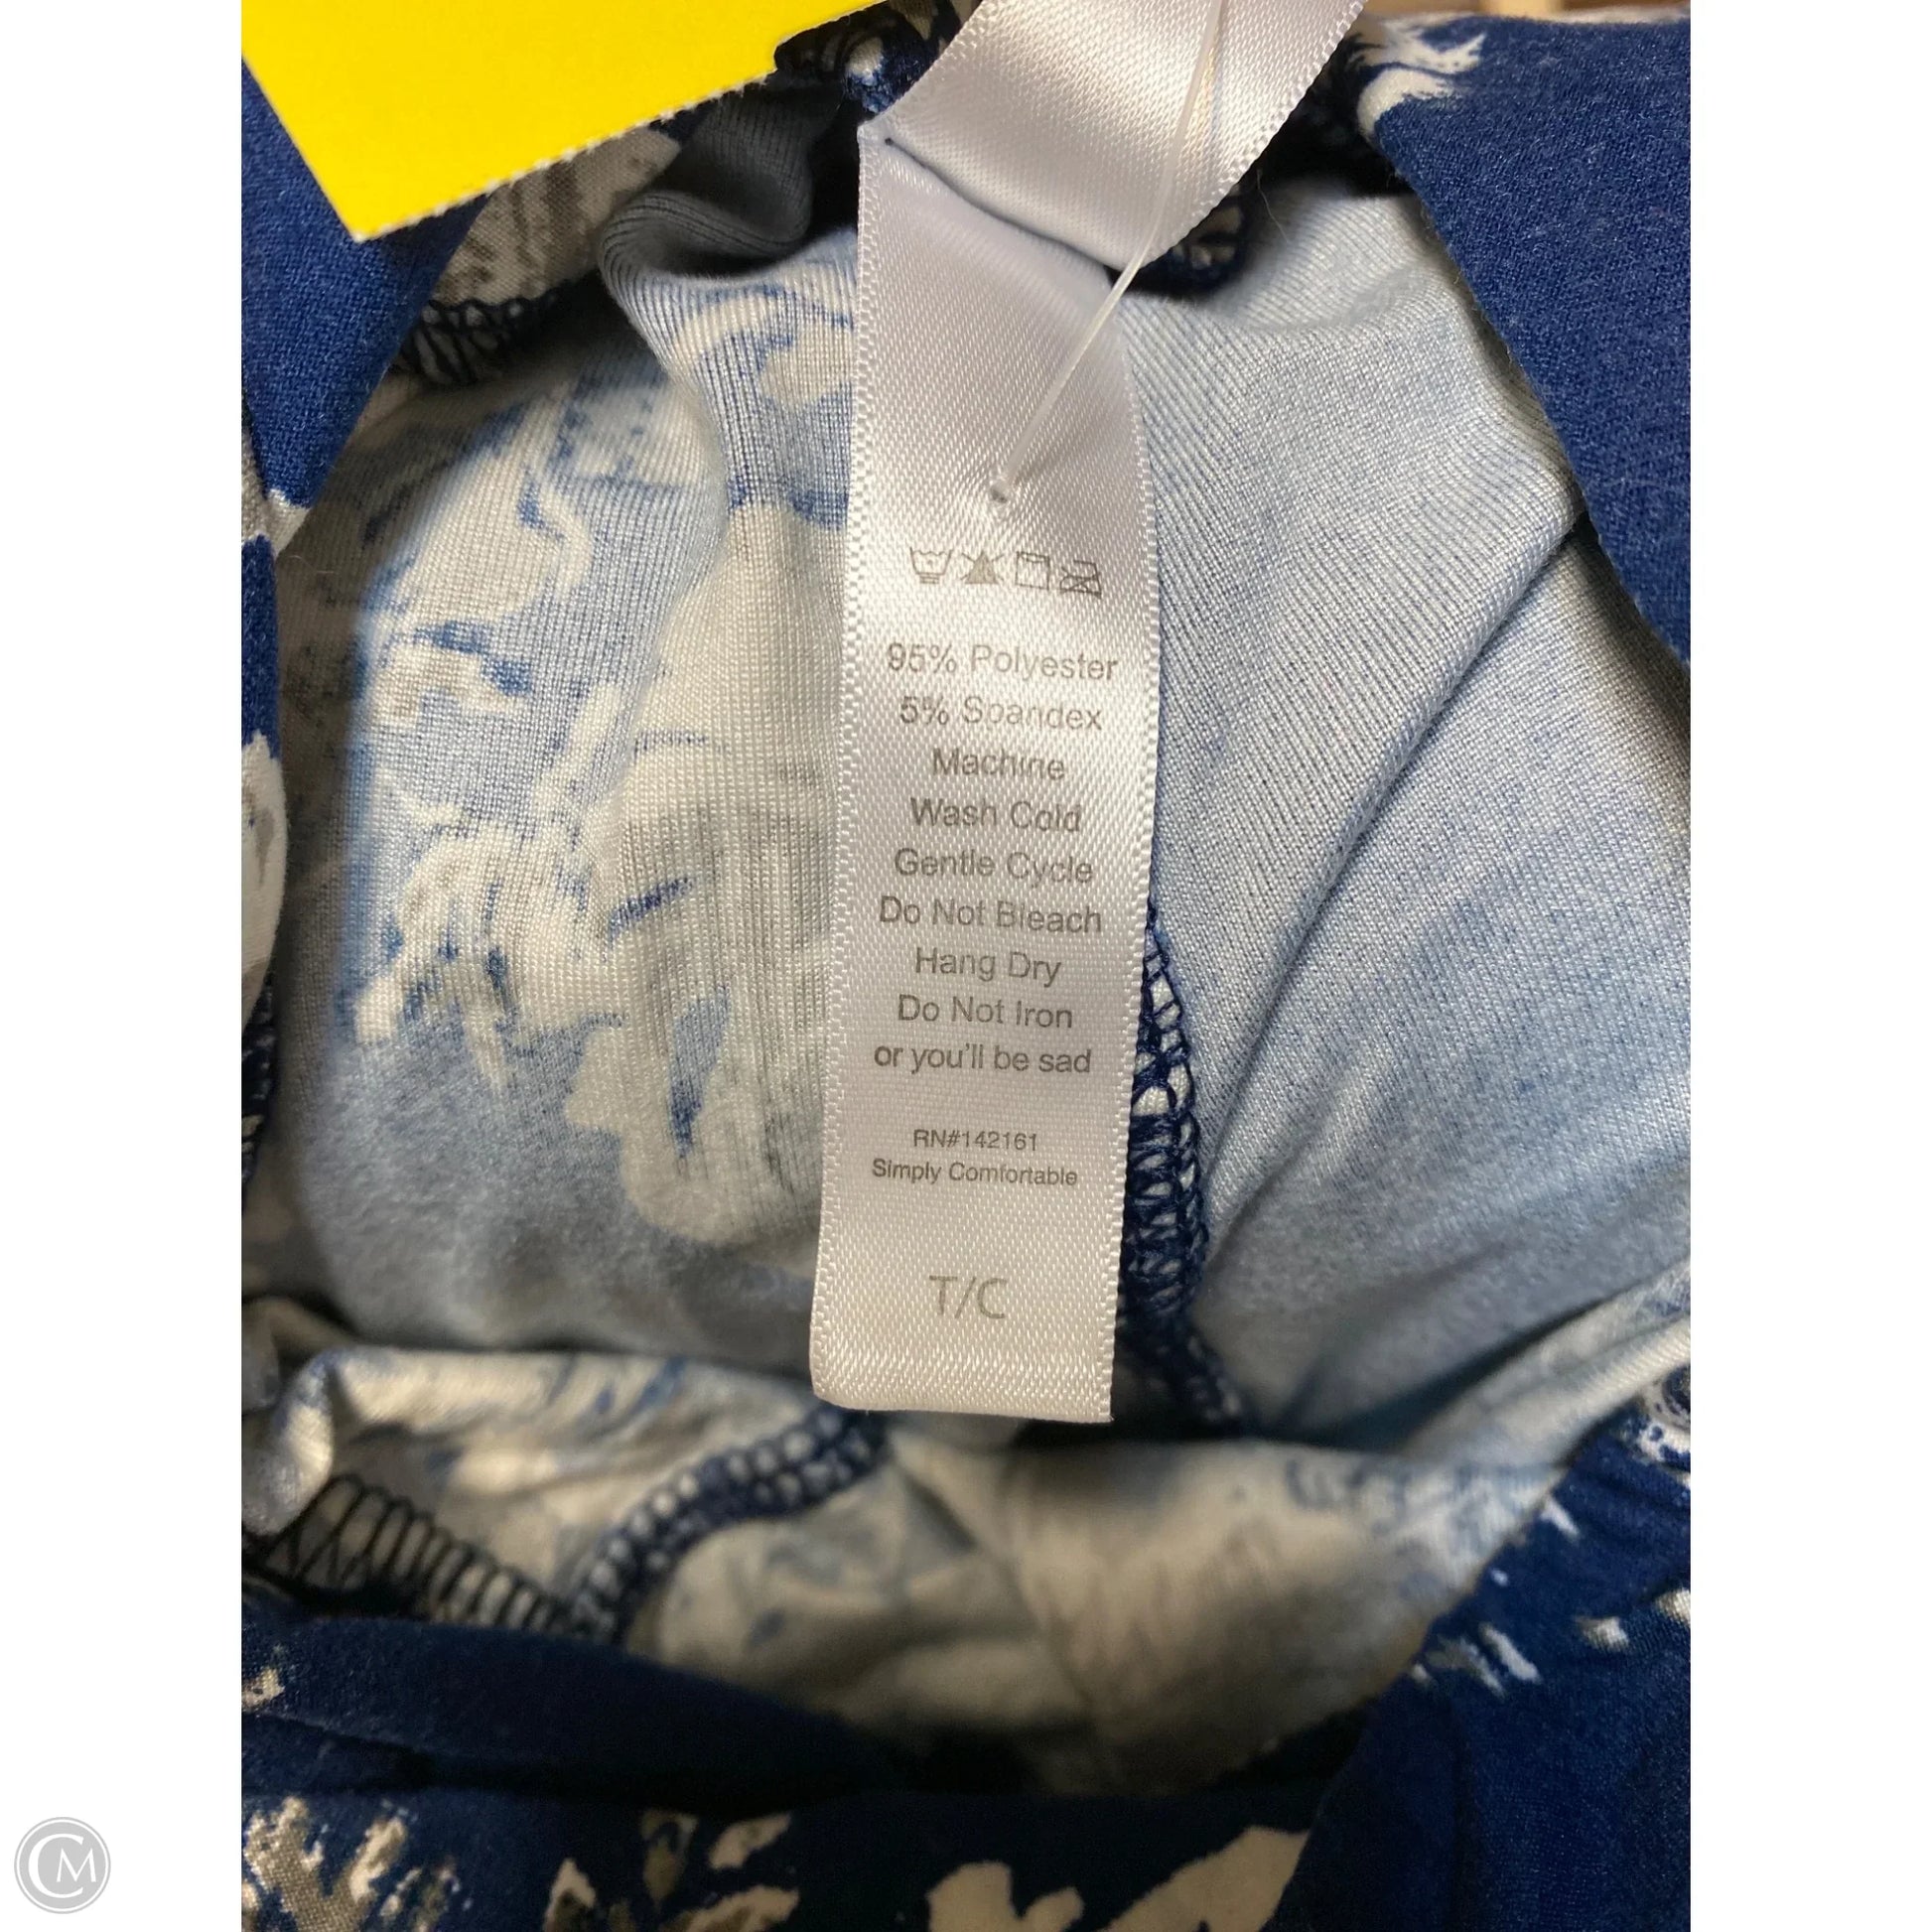 95% Polyester
5% Spandex
Machine
Wash Cold
Gentle Cycle
Do Not Bleach
Hang Dry
Do Not Iron
or you'll be sad
RN#142161
Simply Comfortable
T/C
CM